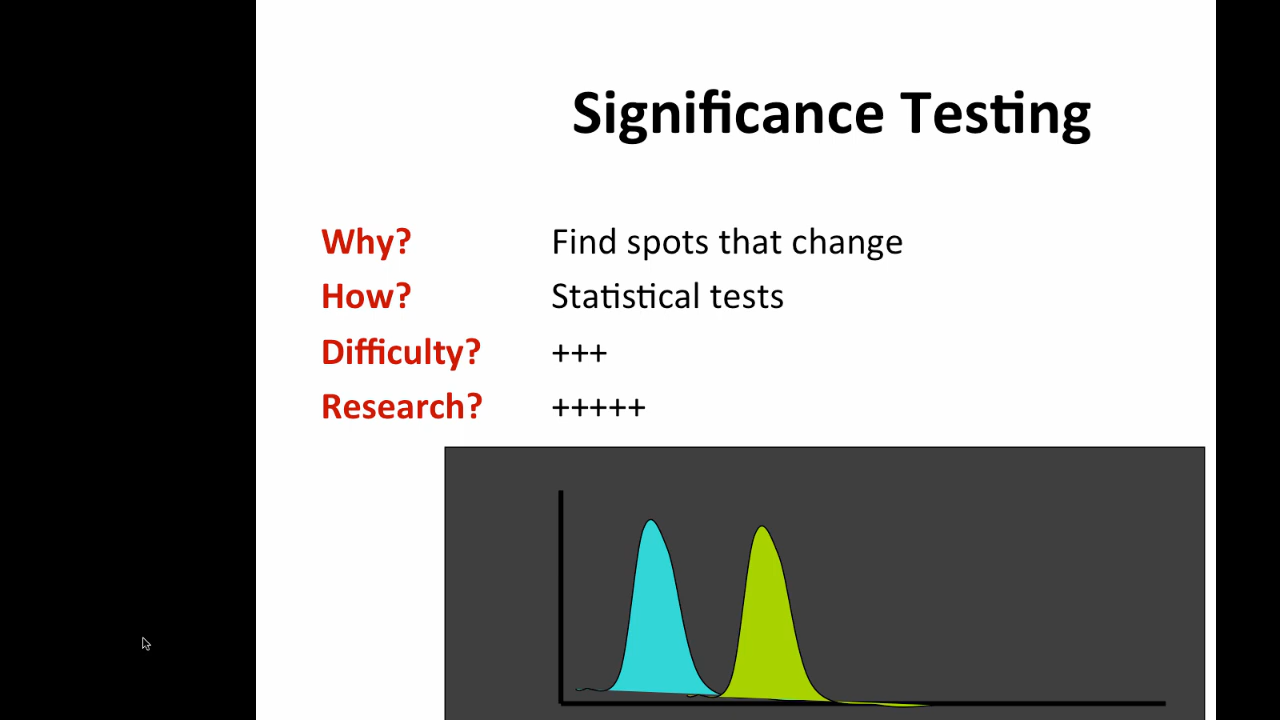 Significance Testing
Why? Find spots that change
How? Statistical tests
Difficulty? +++
Research? +++++